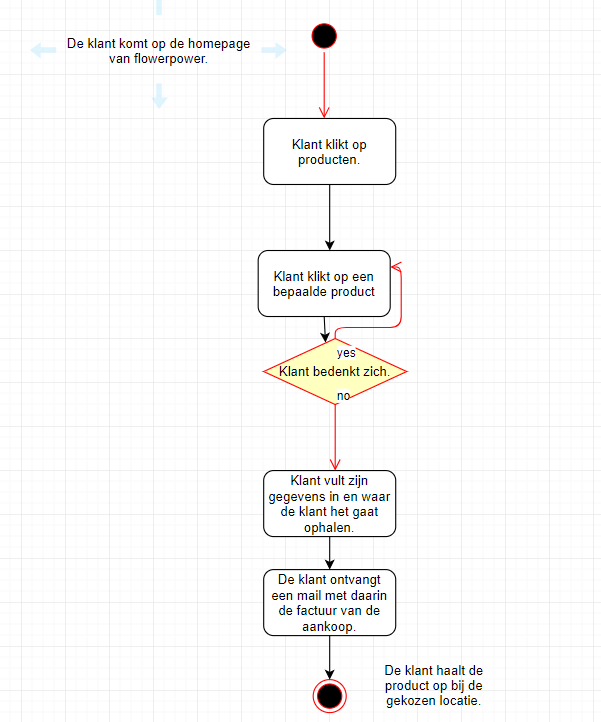 De klant komt op de homepage
van flowerpower.
Klant klikt op
producten.
Klant klikt op een
bepaalde product
yes
Klant bedenkt zich.
no
Klant vult zijn
gegevens in en waar
de klant het gaat
ophalen.
De klant ontvangt
een mail met daarin
de factuur van de
aankoop.
De klant haalt de
product op bij de
gekozen locatie.